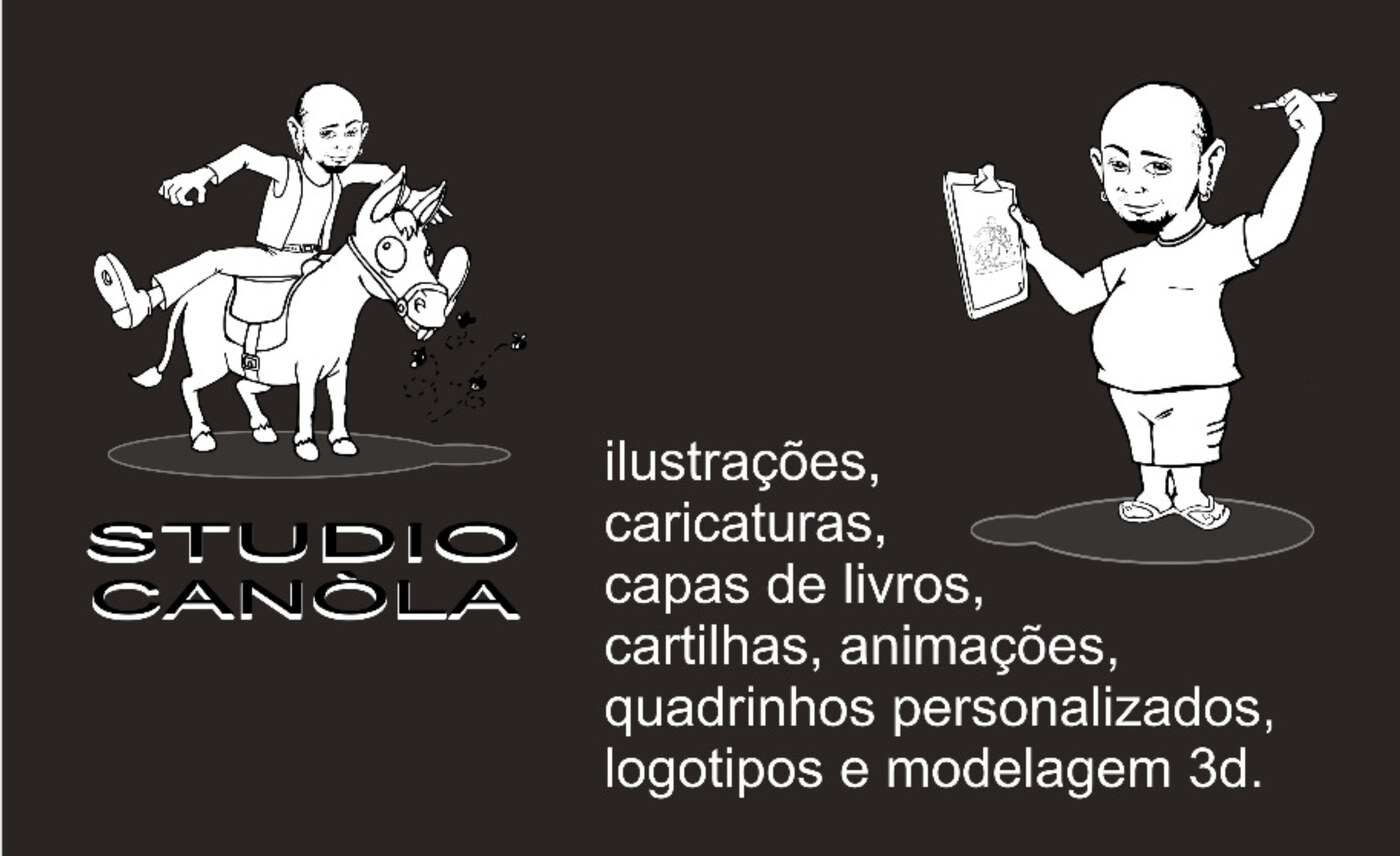 STUDIO
CANÒLA
ilustrações,
caricaturas,
capas de livros,
cartilhas, animações,
quadrinhos personalizados,
logotipos e modelagem 3d.